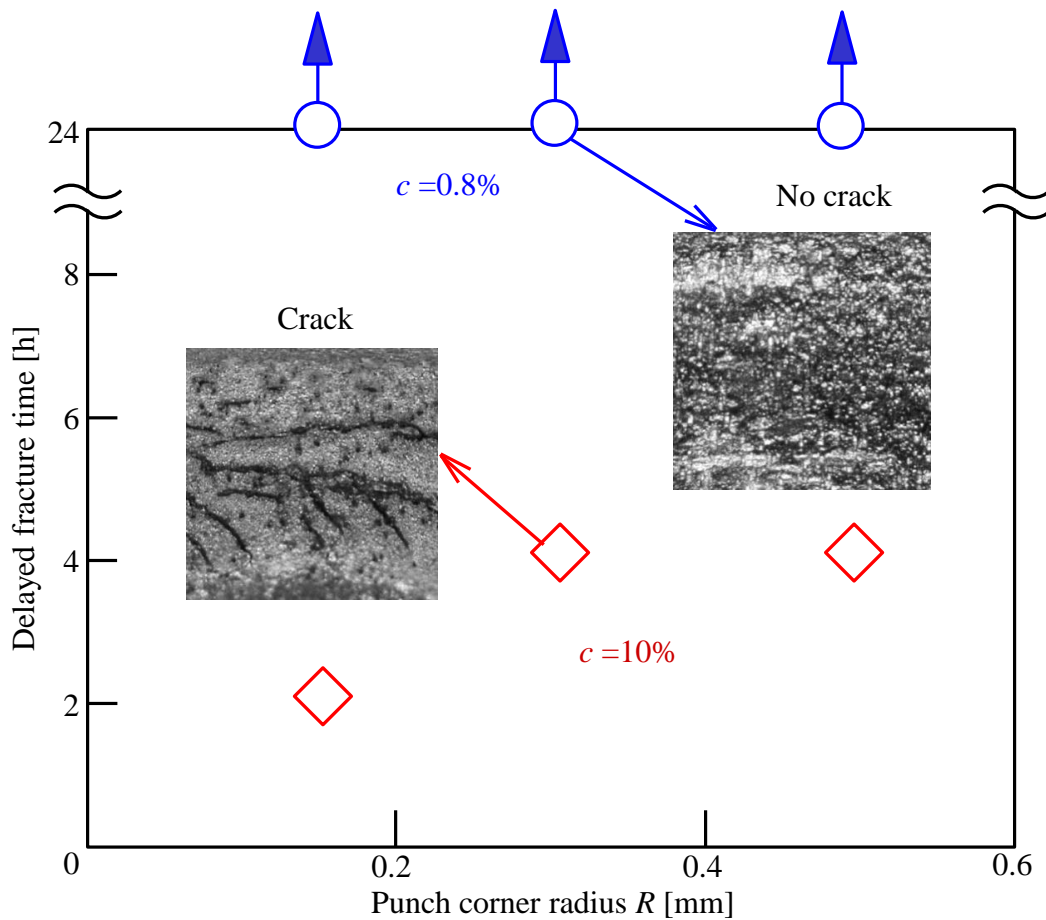 24
c =0.8%
No crack
8
Crack
6
4
c =10%
2
0
0.2
0.4
0.6
Delayed fracture time [h]
Punch corner radius R [mm]